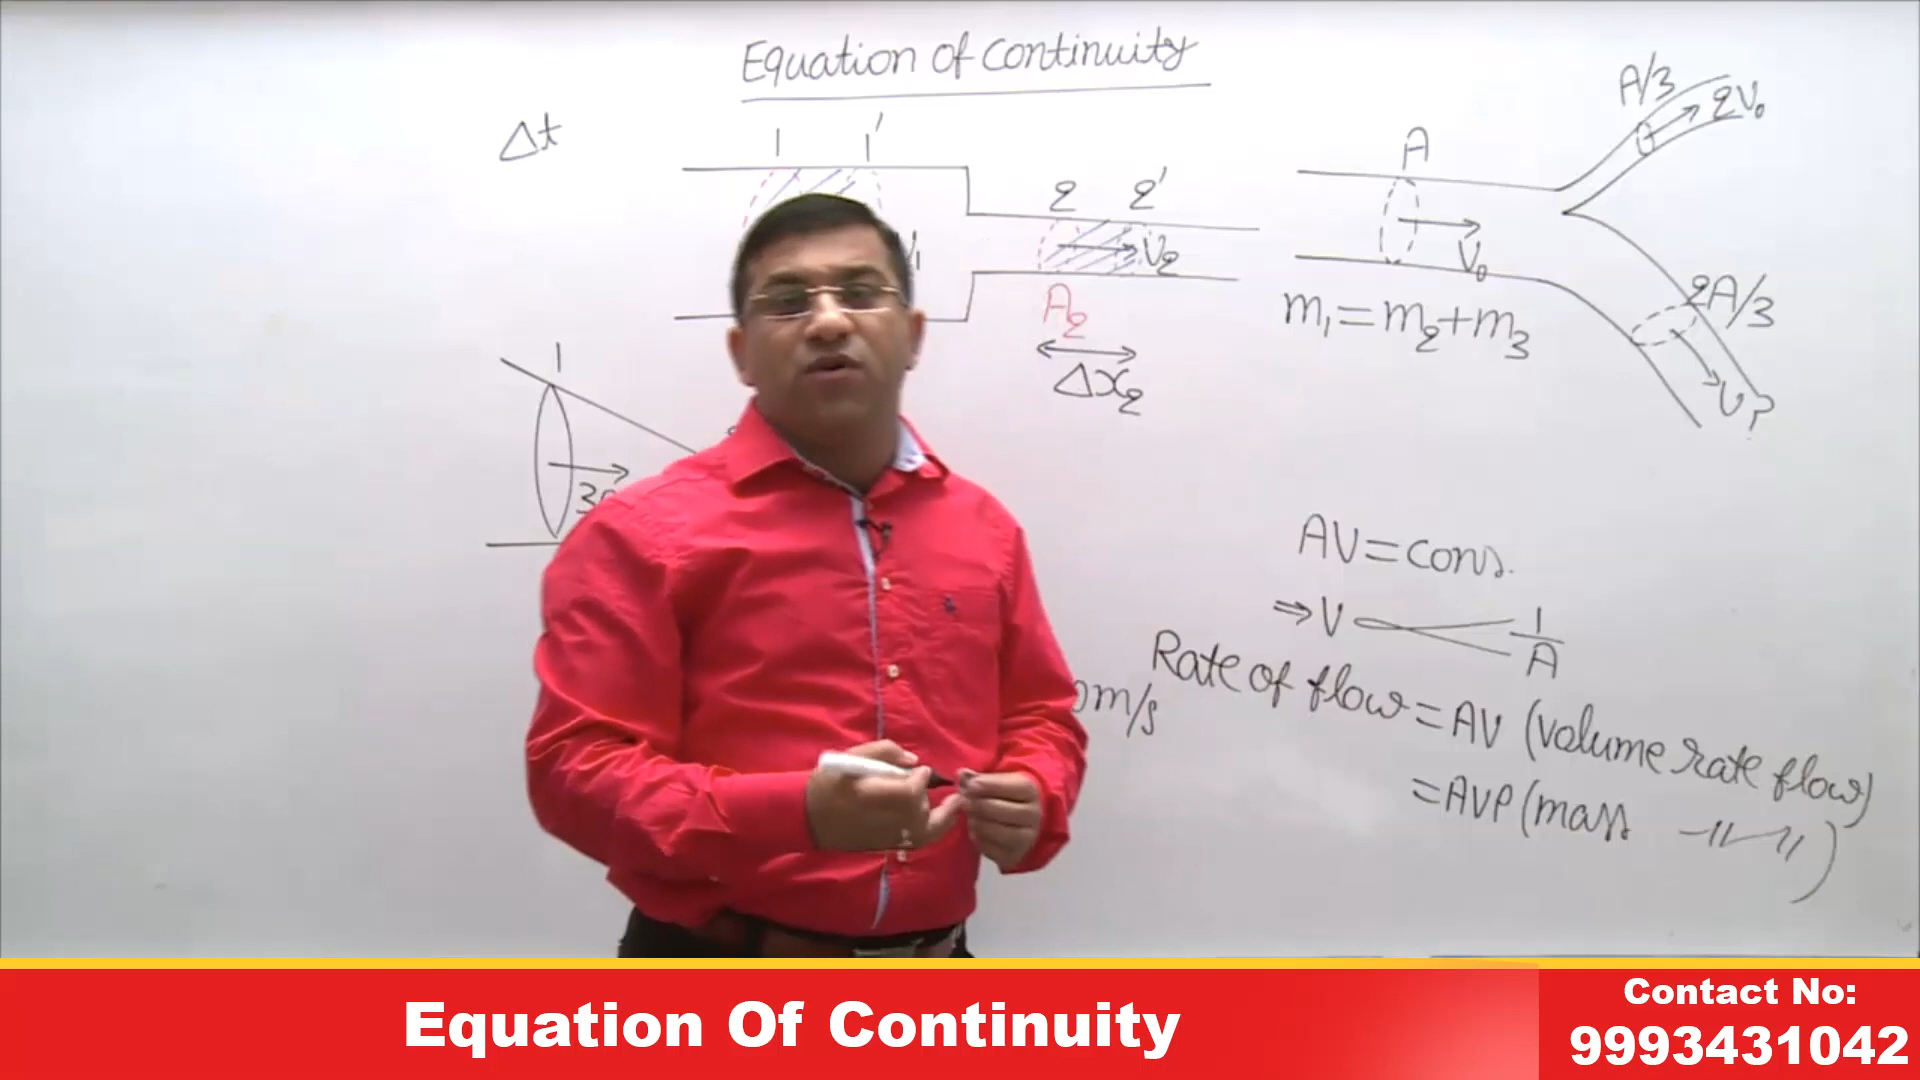 Equation of Continuity
Δt
1 1'
2 2'
V₂
A₂
Δx₂
A
V₀
A/3
2V₀
2A/3
V?
m₁=m₂+m₃
1
AV=cons.
⇒V ∝ 1/A
m/s
Rate of flow=AV (volume rate flow)
=AVρ(mass -"-")
Equation Of Continuity
Contact No:
9993431042